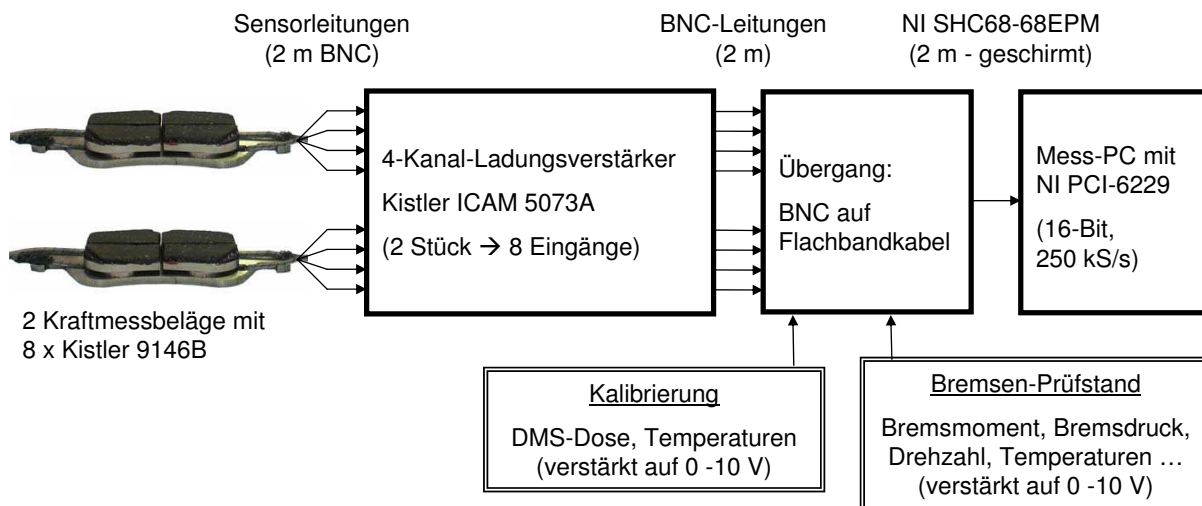 Sensorleitungen
(2 m BNC)
BNC-Leitungen
(2 m)
NI SHC68-68EPM
(2 m - geschirmt)
4-Kanal-Ladungsverstärker
Kistler ICAM 5073A
(2 Stück → 8 Eingänge)
Übergang:
BNC auf
Flachbandkabel
Mess-PC mit
NI PCI-6229
(16-Bit,
250 kS/s)
2 Kraftmessbeläge mit
8 x Kistler 9146B
Kalibrierung
DMS-Dose, Temperaturen
(verstärkt auf 0 -10 V)
Bremsen-Prüfstand
Bremsmoment, Bremsdruck,
Drehzahl, Temperaturen …
(verstärkt auf 0 -10 V)